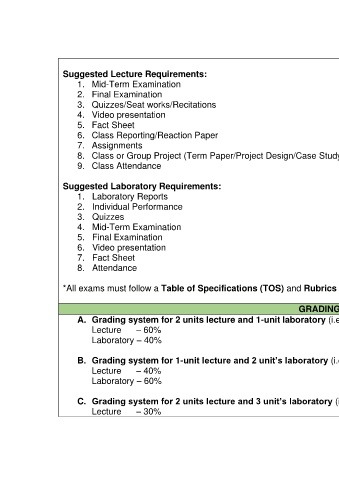 Suggested Lecture Requirements:
1. Mid-Term Examination
2. Final Examination
3. Quizzes/Seat works/Recitations
4. Video presentation
5. Fact Sheet
6. Class Reporting/Reaction Paper
7. Assignments
8. Class or Group Project (Term Paper/Project Design/Case Study
9. Class Attendance
Suggested Laboratory Requirements:
1. Laboratory Reports
2. Individual Performance
3. Quizzes
4. Mid-Term Examination
5. Final Examination
6. Video presentation
7. Fact Sheet
8. Attendance
*All exams must follow a Table of Specifications (TOS) and Rubrics
GRADING
A. Grading system for 2 units lecture and 1-unit laboratory (i.e
Lecture – 60%
Laboratory – 40%
B. Grading system for 1-unit lecture and 2 unit's laboratory (i.
Lecture – 40%
Laboratory – 60%
C. Grading system for 2 units lecture and 3 unit's laboratory (i
Lecture – 30%